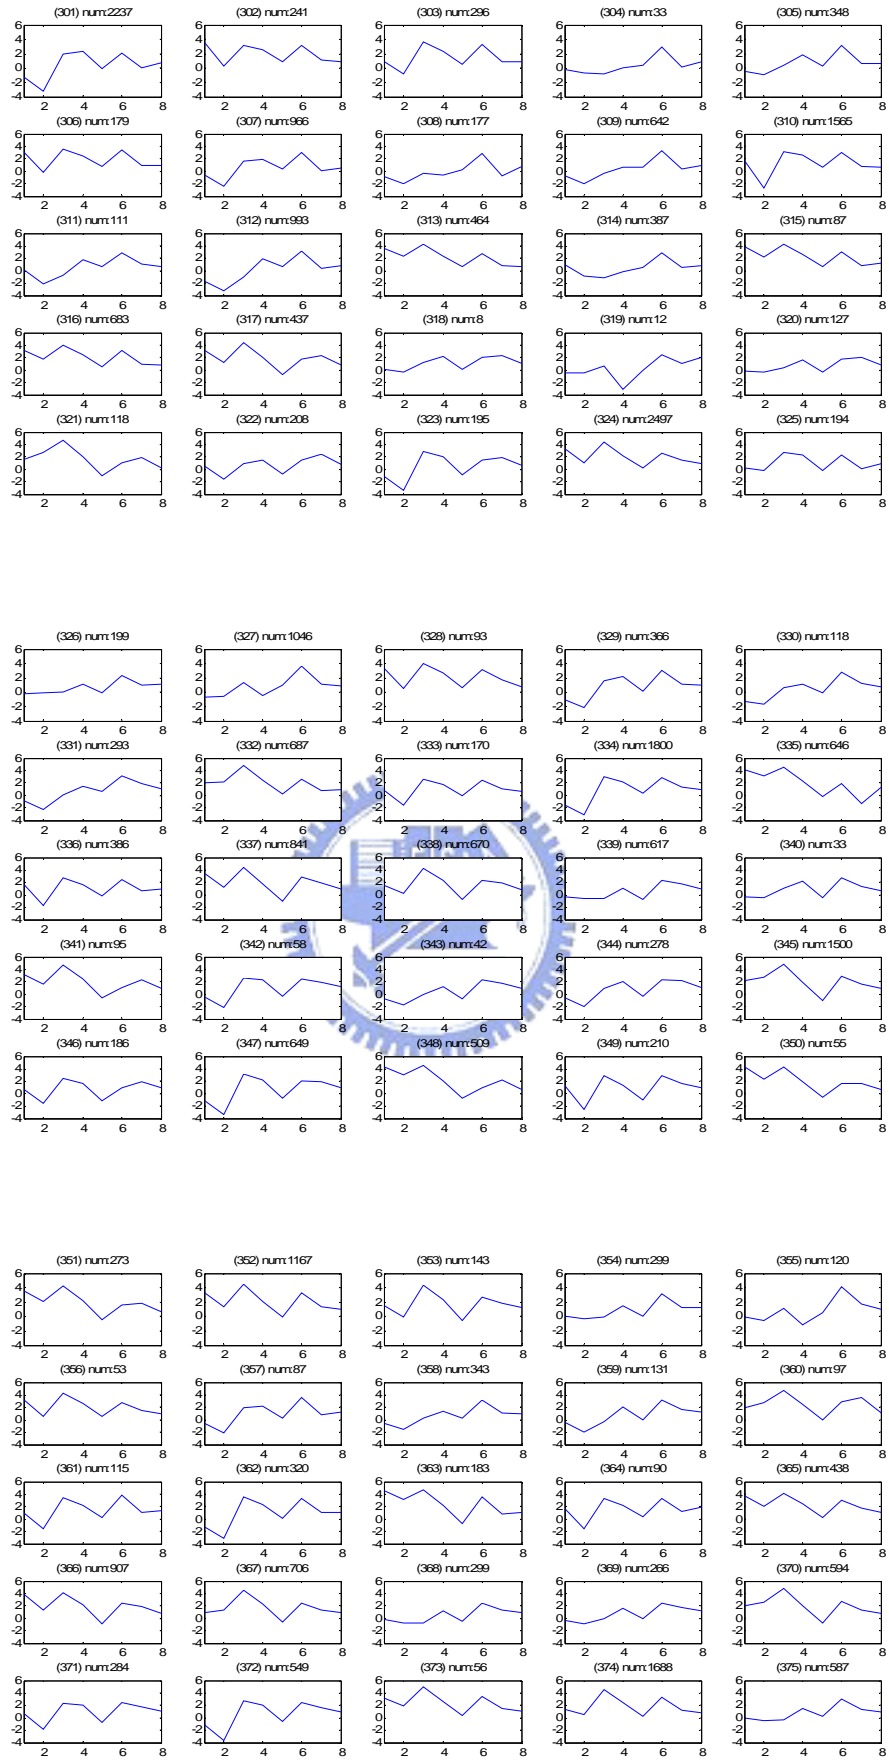 (301) num:2237 (302) num:241 (303) num:296 (304) num:33 (305) num:348
(306) num:179 (307) num:966 (308) num:177 (309) num:642 (310) num:1565
(311) num:111 (312) num:993 (313) num:464 (314) num:387 (315) num:87
(316) num:683 (317) num:437 (318) num:8 (319) num:12 (320) num:127
(321) num:118 (322) num:208 (323) num:195 (324) num:2497 (325) num:194
(326) num:199 (327) num:1046 (328) num:93 (329) num:366 (330) num:118
(331) num:293 (332) num:687 (333) num:170 (334) num:1800 (335) num:646
(336) num:386 (337) num:841 (338) num:670 (339) num:617 (340) num:33
(341) num:95 (342) num:58 (343) num:42 (344) num:278 (345) num:1500
(346) num:186 (347) num:649 (348) num:509 (349) num:210 (350) num:55
(351) num:273 (352) num:1167 (353) num:143 (354) num:299 (355) num:120
(356) num:53 (357) num:87 (358) num:343 (359) num:131 (360) num:97
(361) num:115 (362) num:320 (363) num:183 (364) num:90 (365) num:438
(366) num:907 (367) num:706 (368) num:299 (369) num:266 (370) num:594
(371) num:284 (372) num:549 (373) num:56 (374) num:1688 (375) num:587